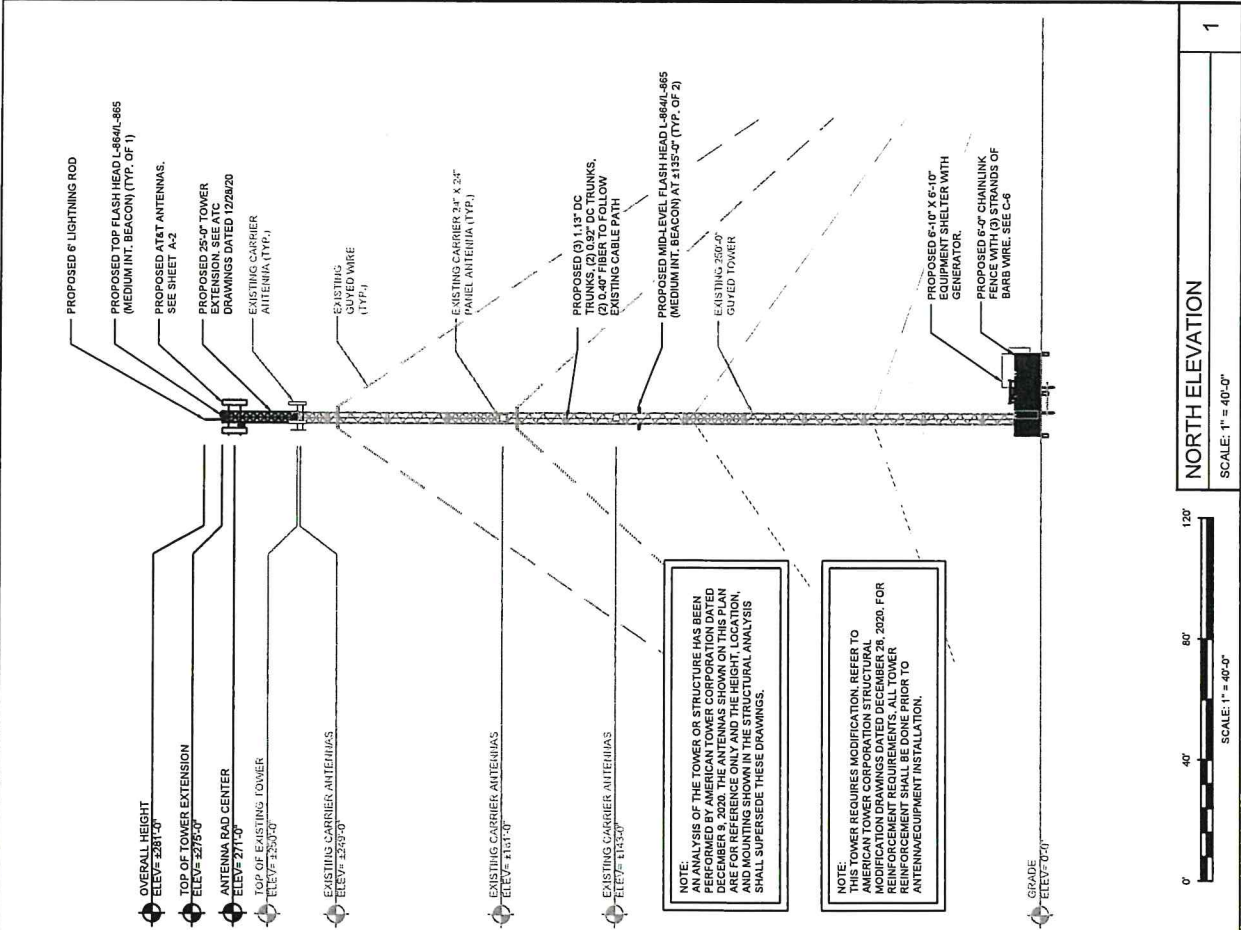 PROPOSED 6' LIGHTNING ROD
PROPOSED TOP FLASH HEAD L-864/L-865
(MEDIUM INT. BEACON) (TYP. OF 1)
PROPOSED AT&T ANTENNAS.
SEE SHEET A-2
PROPOSED 25'-0" TOWER
EXTENSION. SEE ATC
DRAWINGS DATED 12/28/20
EXISTING CARRIER
ANTENNA (TYP.)
EXISTING
GUYED WIRE
(TYP.)
EXISTING CARRIER 24" X 24"
PANEL ANTENNA (TYP.)
PROPOSED (3) 1.13" DC
TRUNKS, (2) 0.92" DC TRUNKS,
(2) 0.40" FIBER TO FOLLOW
EXISTING CABLE PATH
PROPOSED MID-LEVEL FLASH HEAD L-864/L-865
(MEDIUM INT. BEACON) AT ±135'-0" (TYP. OF 2)
EXISTING 250'-0"
GUYED TOWER
PROPOSED 6'-10" X 6'-10"
EQUIPMENT SHELTER WITH
GENERATOR.
PROPOSED 6'-0" CHAINLINK
FENCE WITH (3) STRANDS OF
BARB WIRE. SEE C-6
OVERALL HEIGHT
ELEV= ±281'-0"
TOP OF TOWER EXTENSION
ELEV= ±275'-0"
ANTENNA RAD CENTER
ELEV= 271'-0"
TOP OF EXISTING TOWER
ELEV= ±250'-0"
EXISTING CARRIER ANTENNAS
ELEV= ±249'-0"
EXISTING CARRIER ANTENNAS
ELEV= ±181'-0"
EXISTING CARRIER ANTENNAS
ELEV= ±143'-0"
GRADE
ELEV= 0'-0"
NOTE:
AN ANALYSIS OF THE TOWER OR STRUCTURE HAS BEEN
PERFORMED BY AMERICAN TOWER CORPORATION DATED
DECEMBER 9, 2020. THE ANTENNAS SHOWN ON THIS PLAN
ARE FOR REFERENCE ONLY AND THE HEIGHT, LOCATION,
AND MOUNTING SHOWN IN THE STRUCTURAL ANALYSIS
SHALL SUPERSEDE THESE DRAWINGS.
NOTE:
THIS TOWER REQUIRES MODIFICATION. REFER TO
AMERICAN TOWER CORPORATION STRUCTURAL
MODIFICATION DRAWINGS DATED DECEMBER 28, 2020, FOR
REINFORCEMENT REQUIREMENTS. ALL TOWER
REINFORCEMENT SHALL BE DONE PRIOR TO
ANTENNA/EQUIPMENT INSTALLATION.
0'
40'
80'
120'
SCALE: 1" = 40'-0"
NORTH ELEVATION
SCALE: 1" = 40'-0"
1